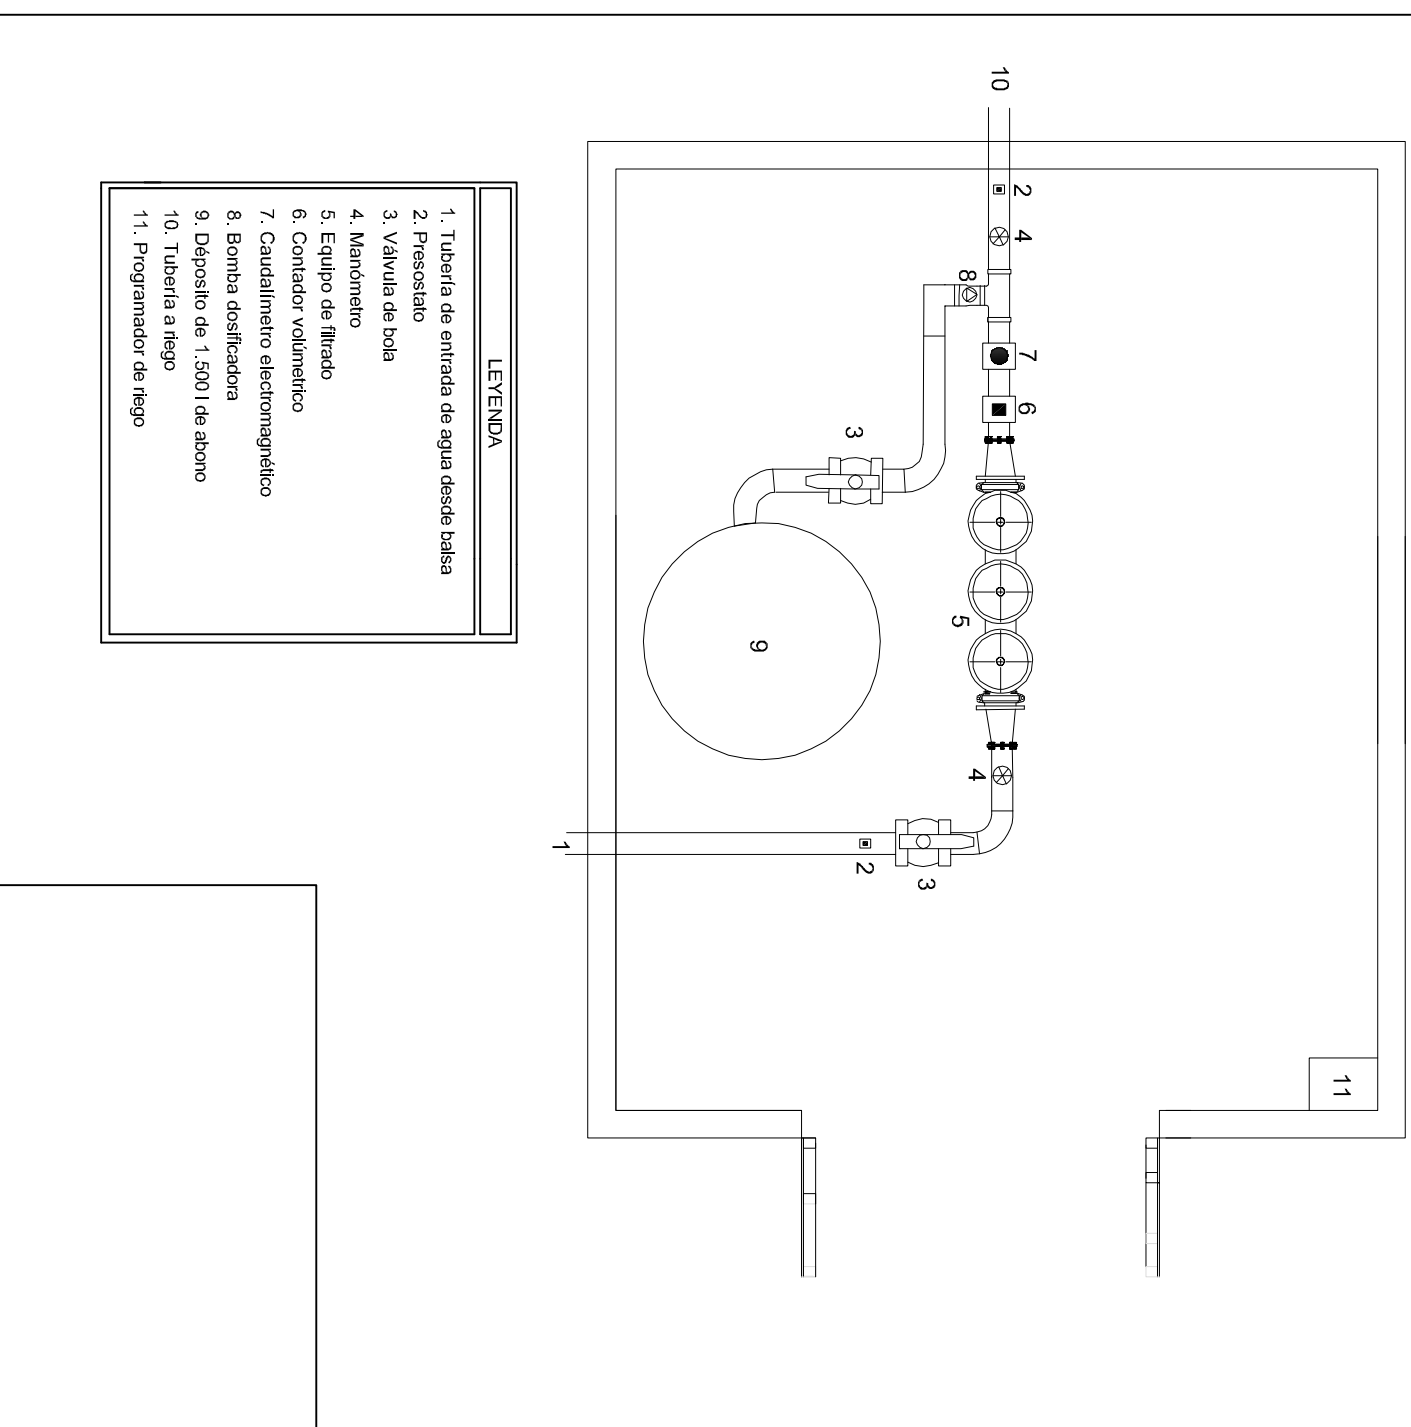 LEYENDA
1. Tubería de entrada de agua desde balsa
2. Presostato
3. Válvula de bola
4. Manómetro
5. Equipo de filtrado
6. Contador volúmetrico
7. Caudalímetro electromagnético
8. Bomba dosificadora
9. Déposito de 1.500 l de abono
10. Tubería a riego
11. Programador de riego
10
2
4
8
7
6
3
5
9
4
1
2
3
11